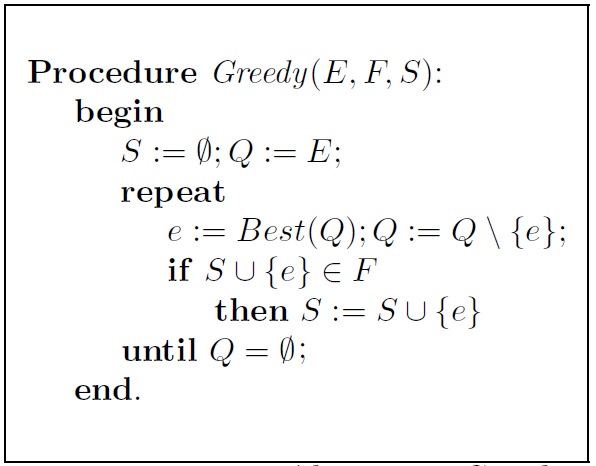 Procedure Greedy(E, F, S):
begin
S := ∅; Q := E;
repeat
e := Best(Q); Q := Q \ {e};
if S ∪ {e} ∈ F
then S := S ∪ {e}
until Q = ∅;
end.